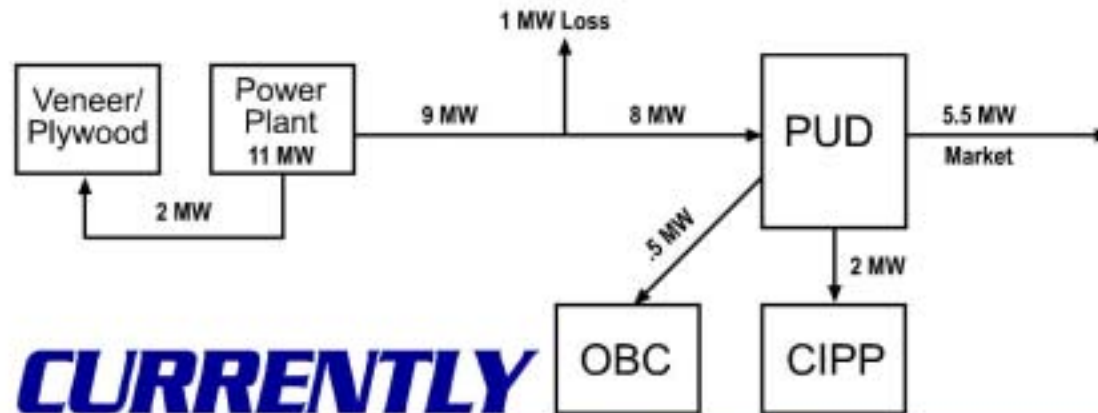 1 MW Loss
Veneer/
Plywood
Power
Plant
11 MW
9 MW
8 MW
PUD
5.5 MW
Market
2 MW
.5 MW
2 MW
OBC
CIPP
CURRENTLY